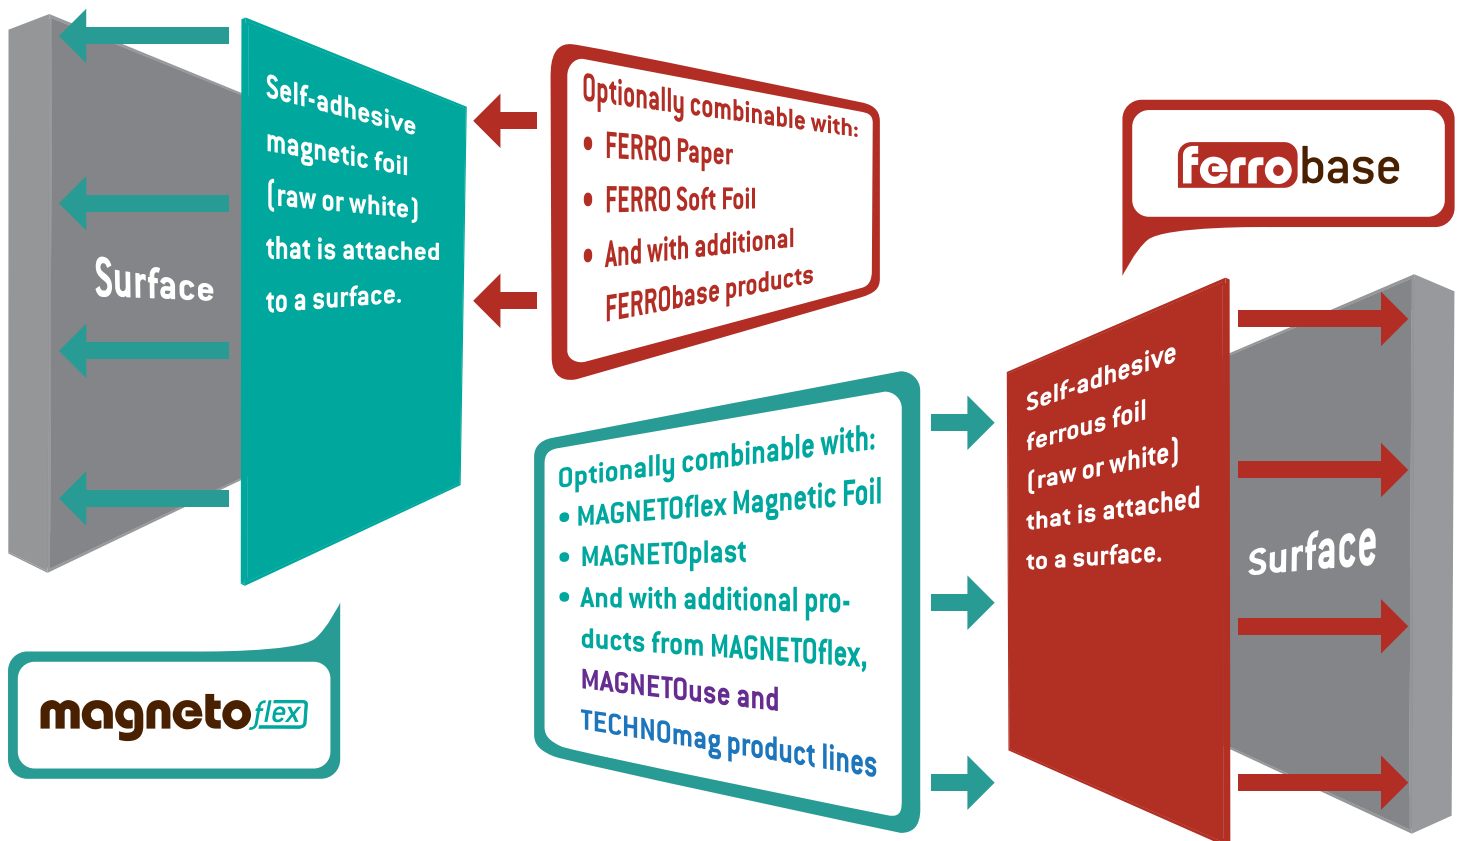 Surface
Self-adhesive
magnetic foil
(raw or white)
that is attached
to a surface.
Optionally combinable with:
• FERRO Paper
• FERRO Soft Foil
• And with additional
FERRObase products
magnetoflex
ferrobase
Optionally combinable with:
• MAGNETOflex Magnetic Foil
• MAGNETOplast
• And with additional pro-
ducts from MAGNETOflex,
MAGNETOuse and
TECHNOmag product lines
Self-adhesive
ferrous foil
(raw or white)
that is attached
to a surface.
surface